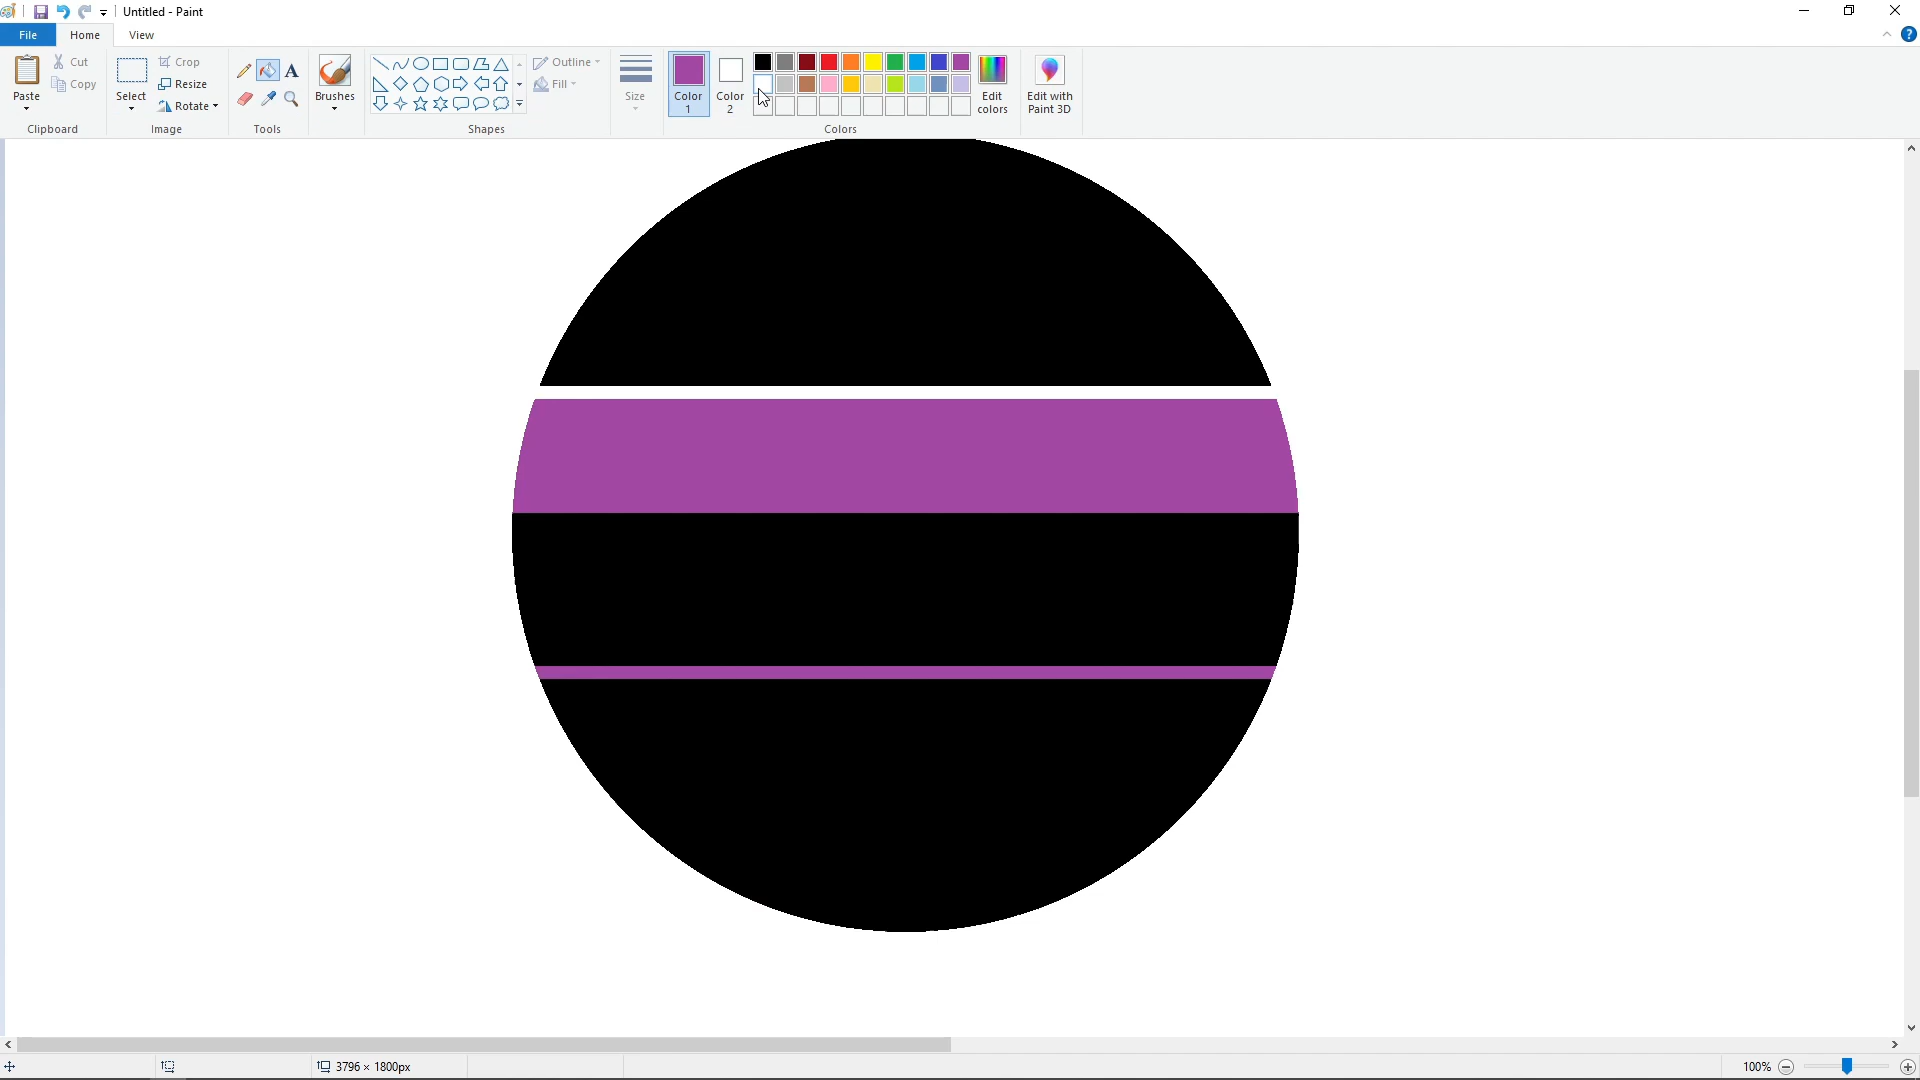 Untitled - Paint
File Home View
Paste
Cut
Copy
Clipboard
Select
Crop
Resize
Rotate
Image
A
Tools
Brushes
Outline
Fill
Shapes
Size
Color 1
Color 2
Colors
Edit colors
Edit with Paint 3D
?
3796 × 1800px
100%